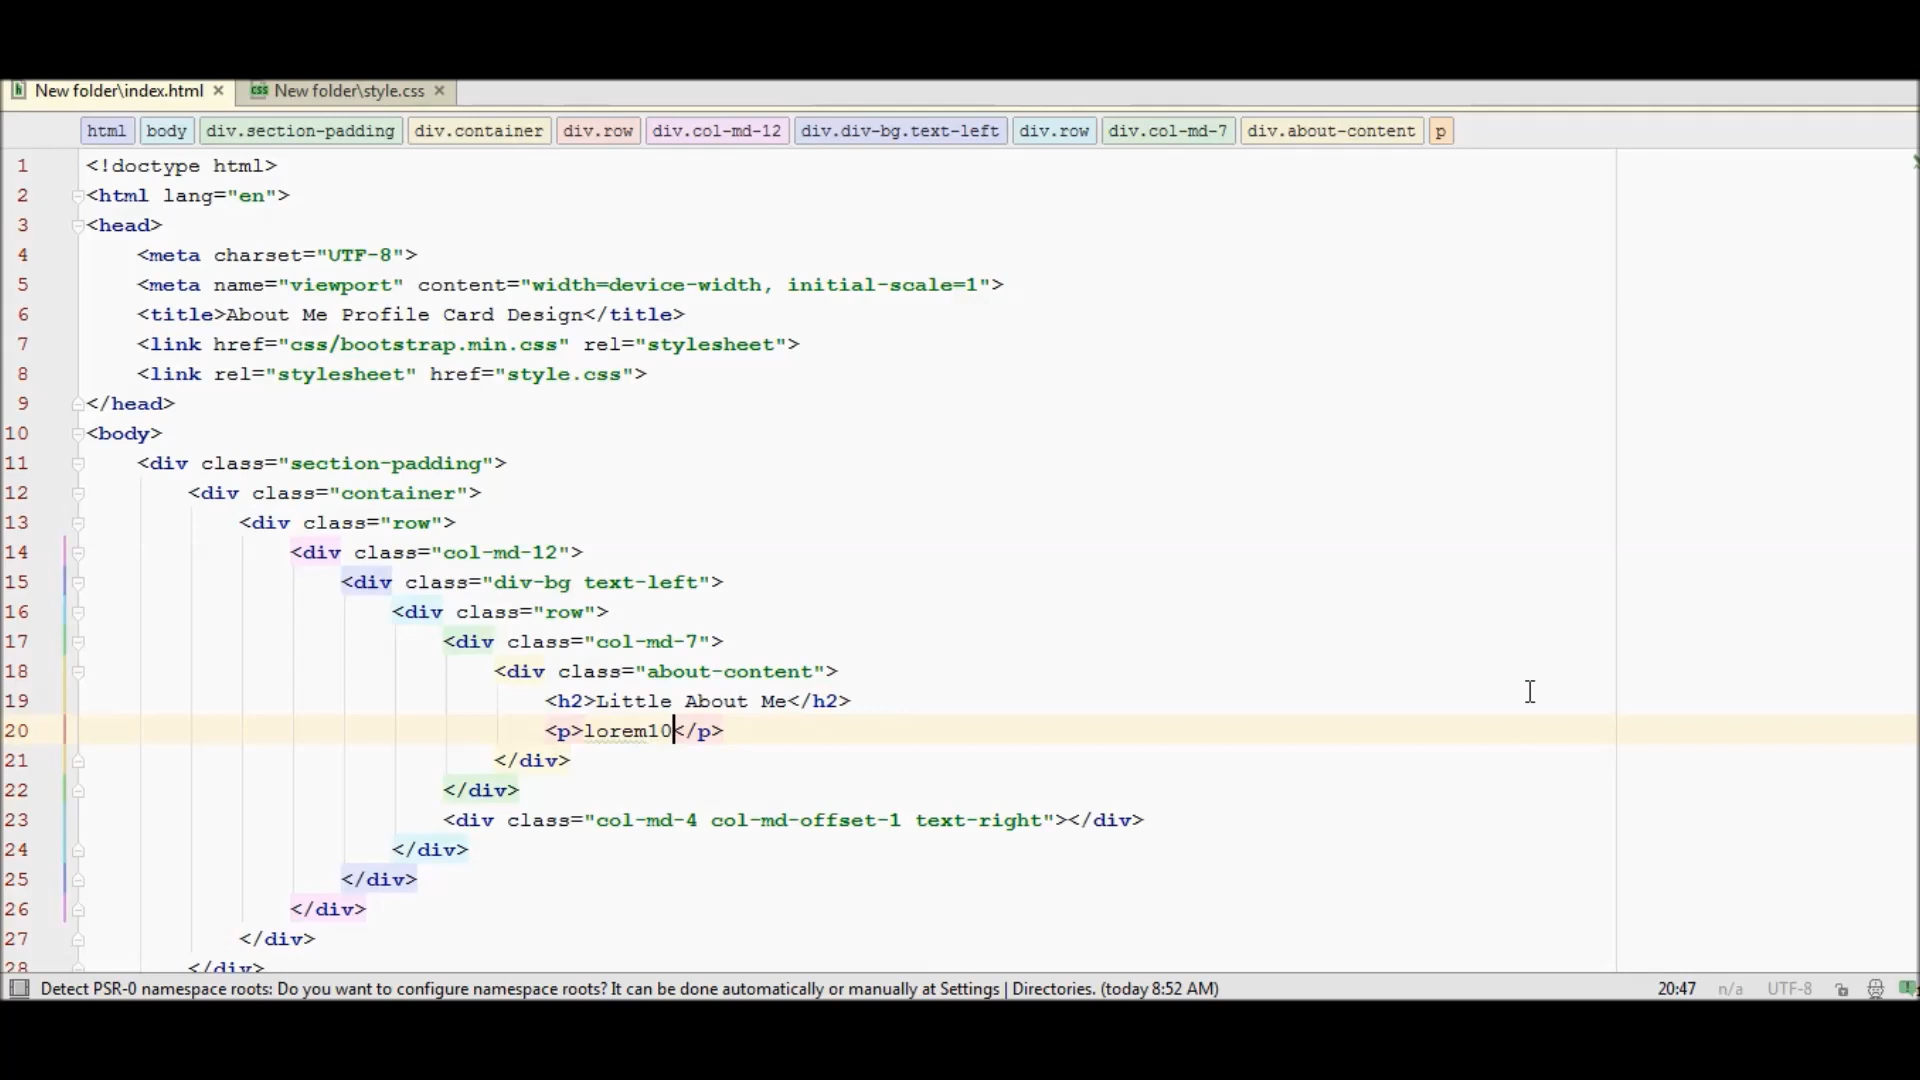 New folder\index.html × New folder\style.css ×
html body div.section-padding div.container div.row div.col-md-12 div.div-bg.text-left div.row div.col-md-7 div.about-content p
1 <!doctype html>
2 <html lang="en">
3 <head>
4 <meta charset="UTF-8">
5 <meta name="viewport" content="width=device-width, initial-scale=1">
6 <title>About Me Profile Card Design</title>
7 <link href="css/bootstrap.min.css" rel="stylesheet">
8 <link rel="stylesheet" href="style.css">
9 </head>
10 <body>
11 <div class="section-padding">
12 <div class="container">
13 <div class="row">
14 <div class="col-md-12">
15 <div class="div-bg text-left">
16 <div class="row">
17 <div class="col-md-7">
18 <div class="about-content">
19 <h2>Little About Me</h2>
20 <p>lorem10</p>
21 </div>
22 </div>
23 <div class="col-md-4 col-md-offset-1 text-right"></div>
24 </div>
25 </div>
26 </div>
27 </div>
28 </div>
Detect PSR-0 namespace roots: Do you want to configure namespace roots? It can be done automatically or manually at Settings | Directories. (today 8:52 AM) 20:47 n/a UTF-8